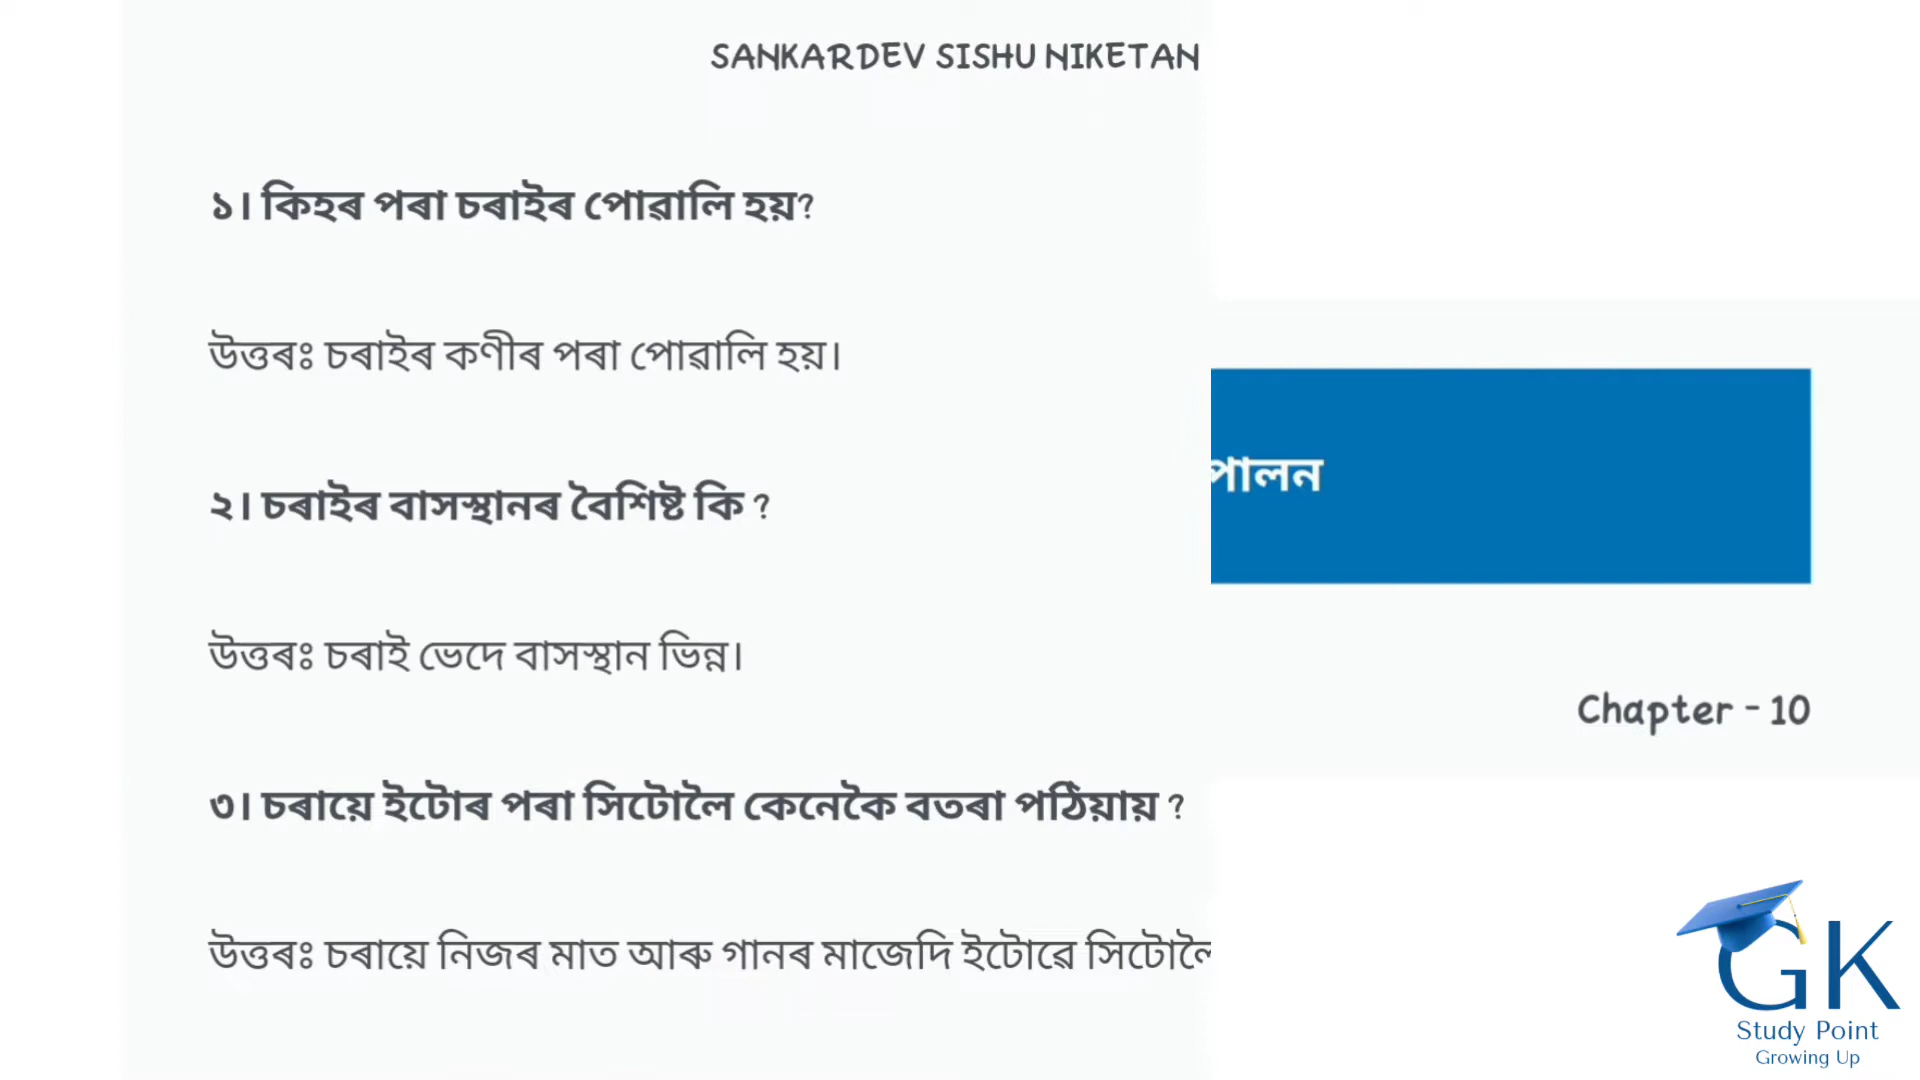 SANKARDEV SISHU NIKETAN
১। কিহৰ পৰা চৰাইৰ পোৱালি হয়?
উত্তৰঃ চৰাইৰ কণীৰ পৰা পোৱালি হয়।
২। চৰাইৰ বাসস্থানৰ বৈশিষ্ট কি ?
উত্তৰঃ চৰাই ভেদে বাসস্থান ভিন্ন।
৩। চৰায়ে ইটোৰ পৰা সিটোলৈ কেনেকৈ বতৰা পঠিয়ায় ?
উত্তৰঃ চৰায়ে নিজৰ মাত আৰু গানৰ মাজেদি ইটোৱে সিটোলৈ
পালন
Chapter - 10
GK
Study Point
Growing Up